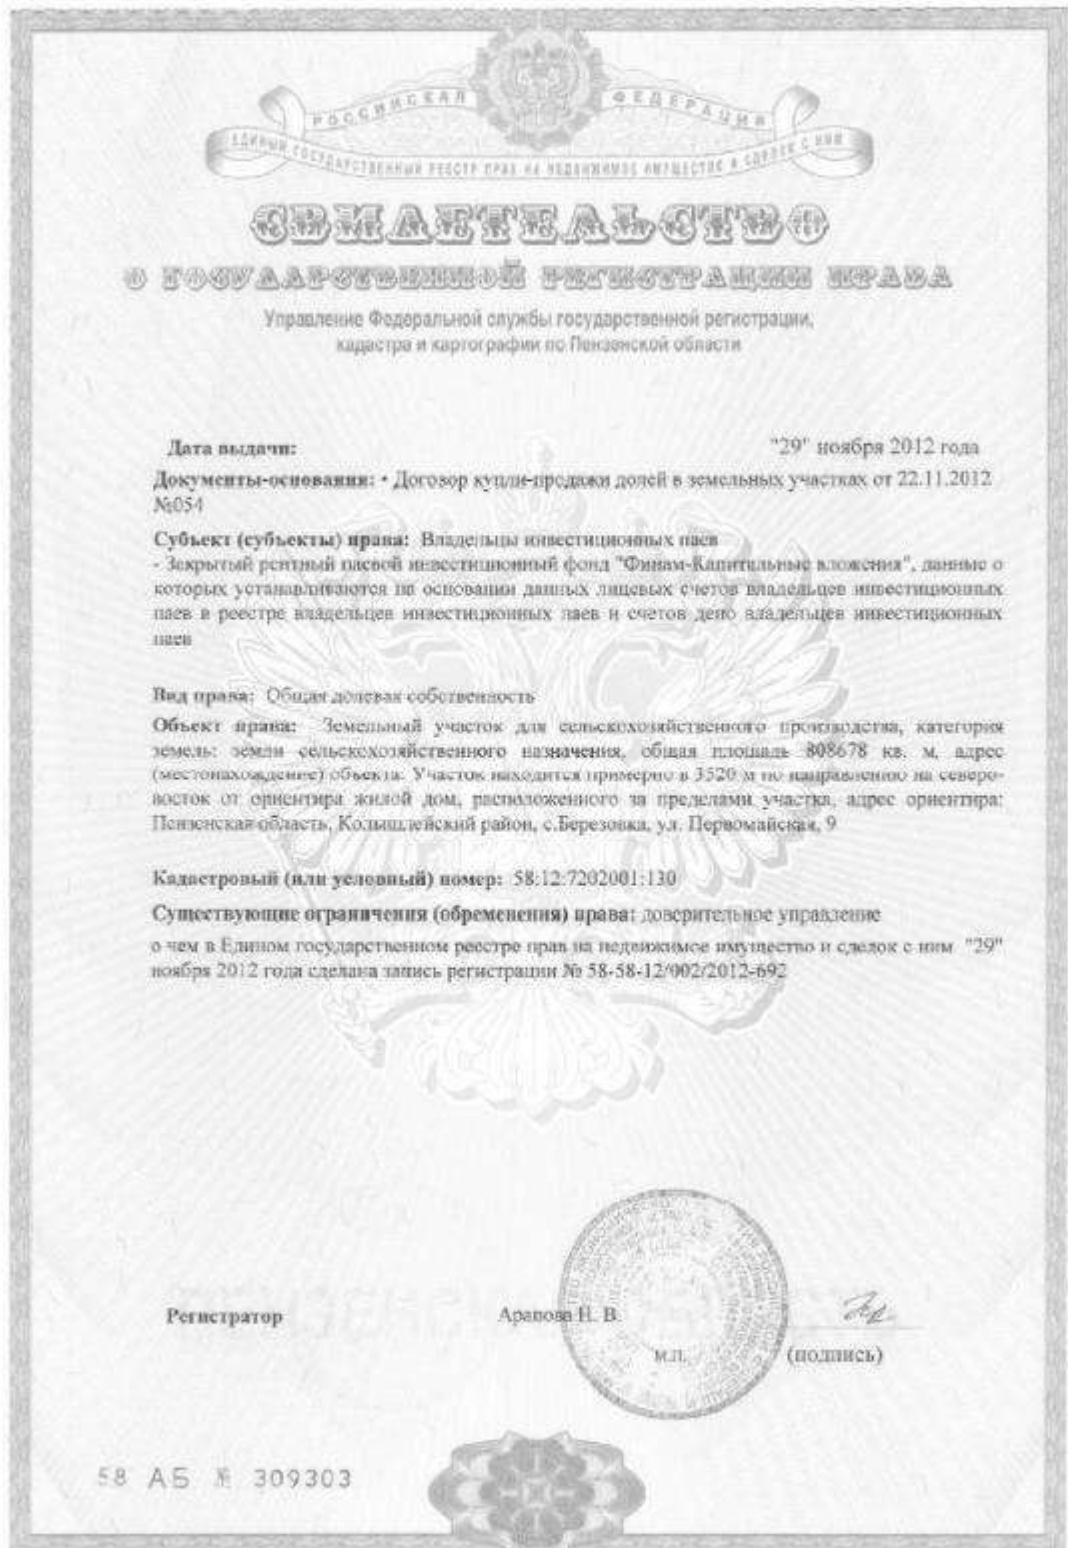 РОССИЙСКАЯ ФЕДЕРАЦИЯ
ЕДИНЫЙ ГОСУДАРСТВЕННЫЙ РЕЕСТР ПРАВ НА НЕДВИЖИМОЕ ИМУЩЕСТВО И СДЕЛОК С НИМ
СВИДЕТЕЛЬСТВО
О ГОСУДАРСТВЕННОЙ РЕГИСТРАЦИИ ПРАВА
Управление Федеральной службы государственной регистрации,
кадастра и картографии по Пензенской области
Дата выдачи: "29" ноября 2012 года
Документы-основания: • Договор купли-продажи долей в земельных участках от 22.11.2012
№054
Субъект (субъекты) права: Владельцы инвестиционных паев
- Закрытый рентный паевой инвестиционный фонд "Финам-Капитальные вложения", данные о
которых устанавливаются на основании данных лицевых счетов владельцев инвестиционных
паев в реестре владельцев инвестиционных паев и счетов депо владельцев инвестиционных
паев
Вид права: Общая долевая собственность
Объект права: Земельный участок для сельскохозяйственного производства, категория
земель: земли сельскохозяйственного назначения, общая площадь 808678 кв. м, адрес
(местонахождение) объекта: Участок находится примерно в 3520 м по направлению на северо-
восток от ориентира жилой дом, расположенного за пределами участка, адрес ориентира:
Пензенская область, Колышлейский район, с.Березовка, ул. Первомайская, 9
Кадастровый (или условный) номер: 58:12:7202001:130
Существующие ограничения (обременения) права: доверительное управление
о чем в Едином государственном реестре прав на недвижимое имущество и сделок с ним "29"
ноября 2012 года сделана запись регистрации № 58-58-12/002/2012-692
Регистратор Арапова Н. В.
м.п. (подпись)
58 АБ № 309303